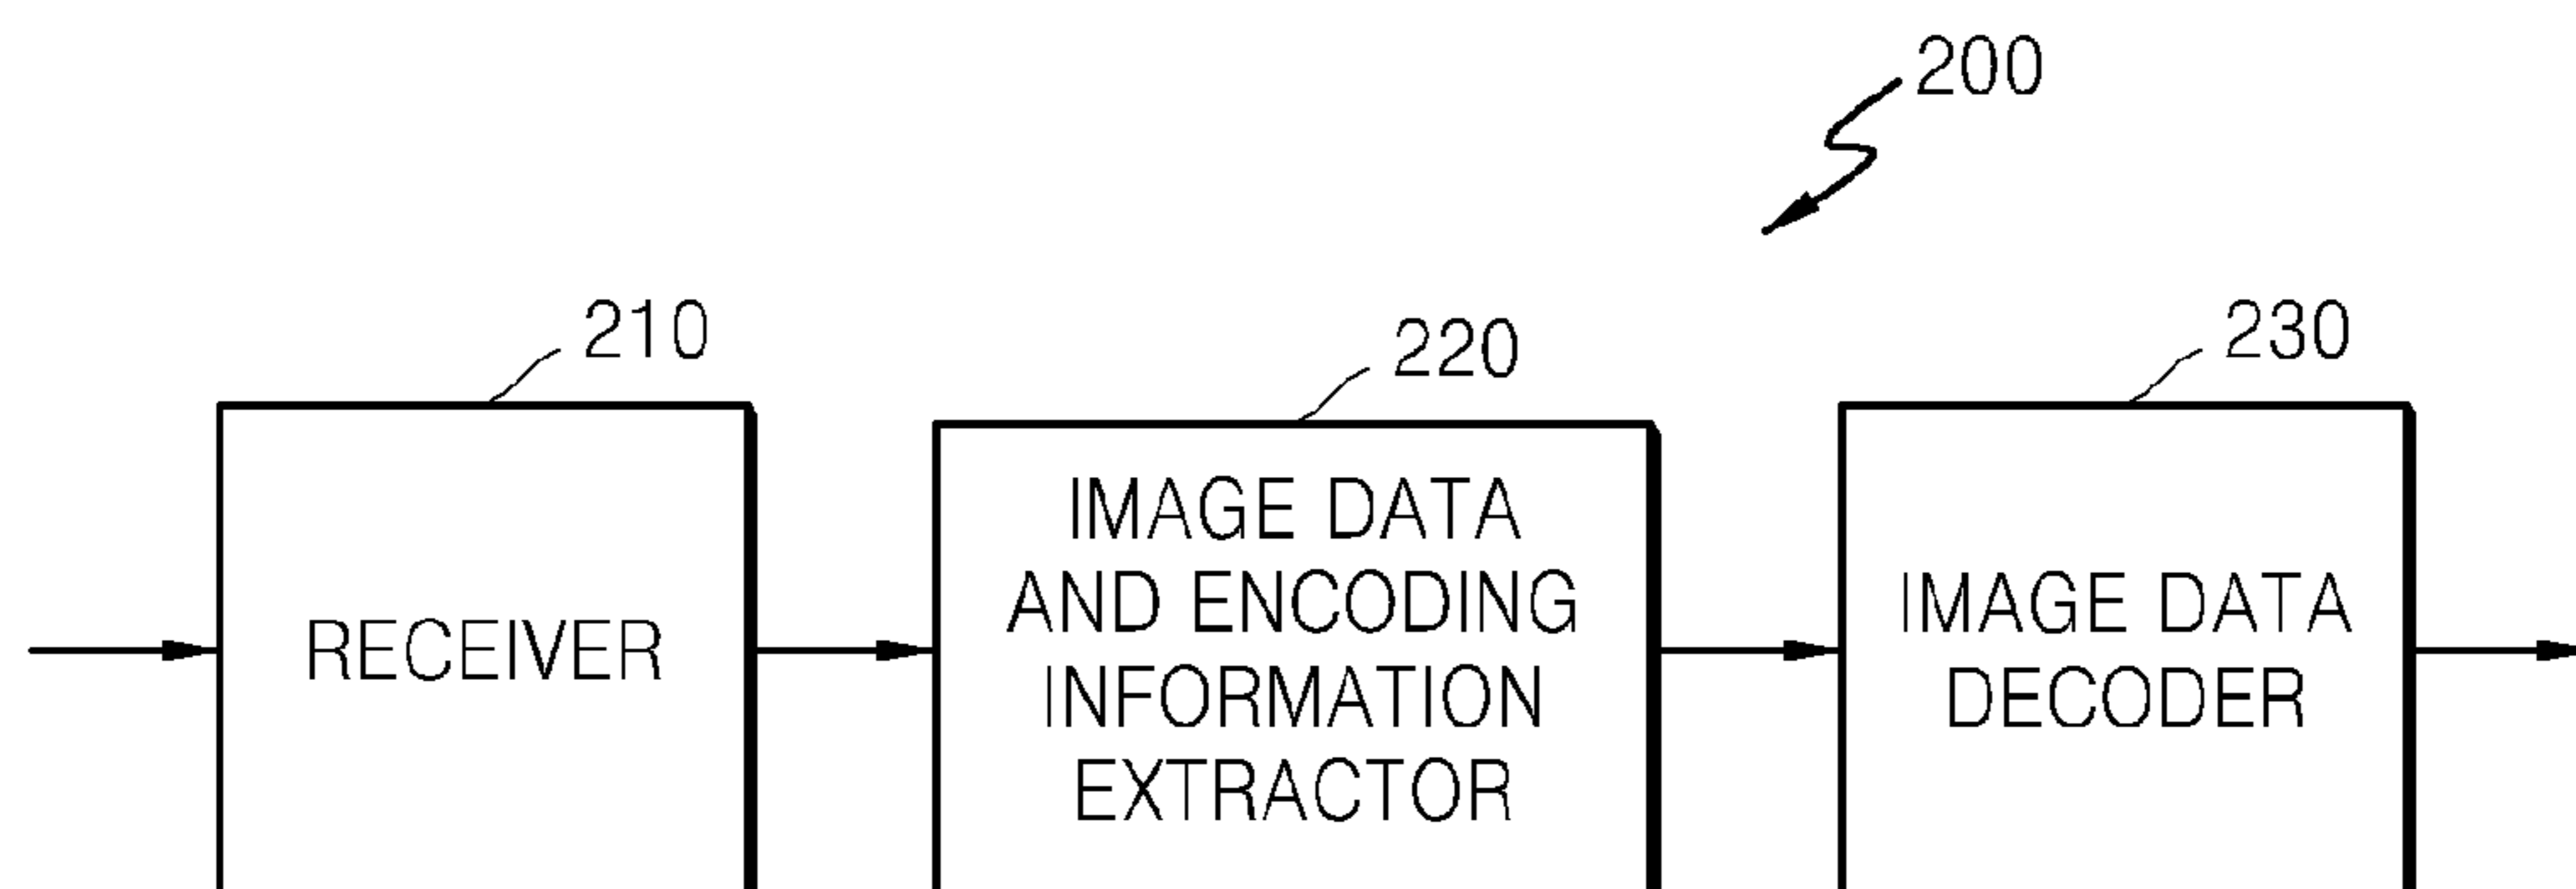 200
210
220
230
RECEIVER
IMAGE DATA
AND ENCODING
INFORMATION
EXTRACTOR
IMAGE DATA
DECODER